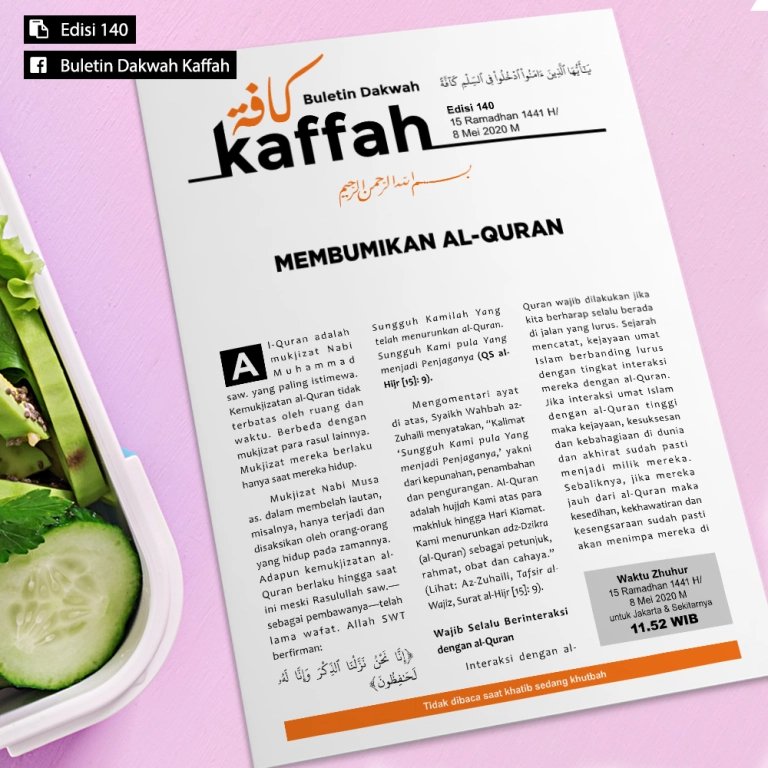 Edisi 140
Buletin Dakwah Kaffah
كافة
Buletin Dakwah
kaffah
يَٰٓأَيُّهَا ٱلَّذِينَ ءَامَنُوا۟ ٱدْخُلُوا۟ فِى ٱلسِّلْمِ كَآفَّةً
Edisi 140
15 Ramadhan 1441 H/
8 Mei 2020 M
بسم الله الرحمن الرحيم
MEMBUMIKAN AL-QURAN
Al-Quran adalah
mukjizat Nabi
Muhammad
saw. yang paling istimewa.
Kemukjizatan al-Quran tidak
terbatas oleh ruang dan
waktu. Berbeda dengan
mukjizat para rasul lainnya.
Mukjizat mereka berlaku
hanya saat mereka hidup.
Mukjizat Nabi Musa
as. dalam membelah lautan,
misalnya, hanya terjadi dan
disaksikan oleh orang-orang
yang hidup pada zamannya.
Adapun kemukjizatan al-
Quran berlaku hingga saat
ini meski Rasulullah saw.—
sebagai pembawanya—telah
lama wafat. Allah SWT
berfirman:
﴿إِنَّا نَحْنُ نَزَّلْنَا ٱلذِّكْرَ وَإِنَّا لَهُۥ
لَحَٰفِظُونَ﴾
Sungguh Kamilah Yang
telah menurunkan al-Quran.
Sungguh Kami pula Yang
menjadi Penjaganya (QS al-
Hijr [15]: 9).
Mengomentari ayat
di atas, Syaikh Wahbah az-
Zuhaili menyatakan, “Kalimat
‘Sungguh Kami pula Yang
menjadi Penjaganya,’ yakni
dari kepunahan, penambahan
dan pengurangan. Al-Quran
adalah hujjah Kami atas para
makhluk hingga Hari Kiamat.
Kami menurunkan adz-Dzikra
(al-Quran) sebagai petunjuk,
rahmat, obat dan cahaya.”
(Lihat: Az-Zuhaili, Tafsir al-
Wajiz, Surat al-Hijr [15]: 9).
Wajib Selalu Berinteraksi
dengan al-Quran
Interaksi dengan al-
Quran wajib dilakukan jika
kita berharap selalu berada
di jalan yang lurus. Sejarah
mencatat, kejayaan umat
Islam berbanding lurus
dengan tingkat interaksi
mereka dengan al-Quran.
Jika interaksi umat Islam
dengan al-Quran tinggi
maka kejayaan, kesuksesan
dan kebahagiaan di dunia
dan akhirat sudah pasti
menjadi milik mereka.
Sebaliknya, jika mereka
jauh dari al-Quran maka
kesedihan, kekhawatiran dan
kesengsaraan sudah pasti
akan menimpa mereka di
Waktu Zhuhur
15 Ramadhan 1441 H/
8 Mei 2020 M
untuk Jakarta & Sekitarnya
11.52 WIB
Tidak dibaca saat khatib sedang khutbah